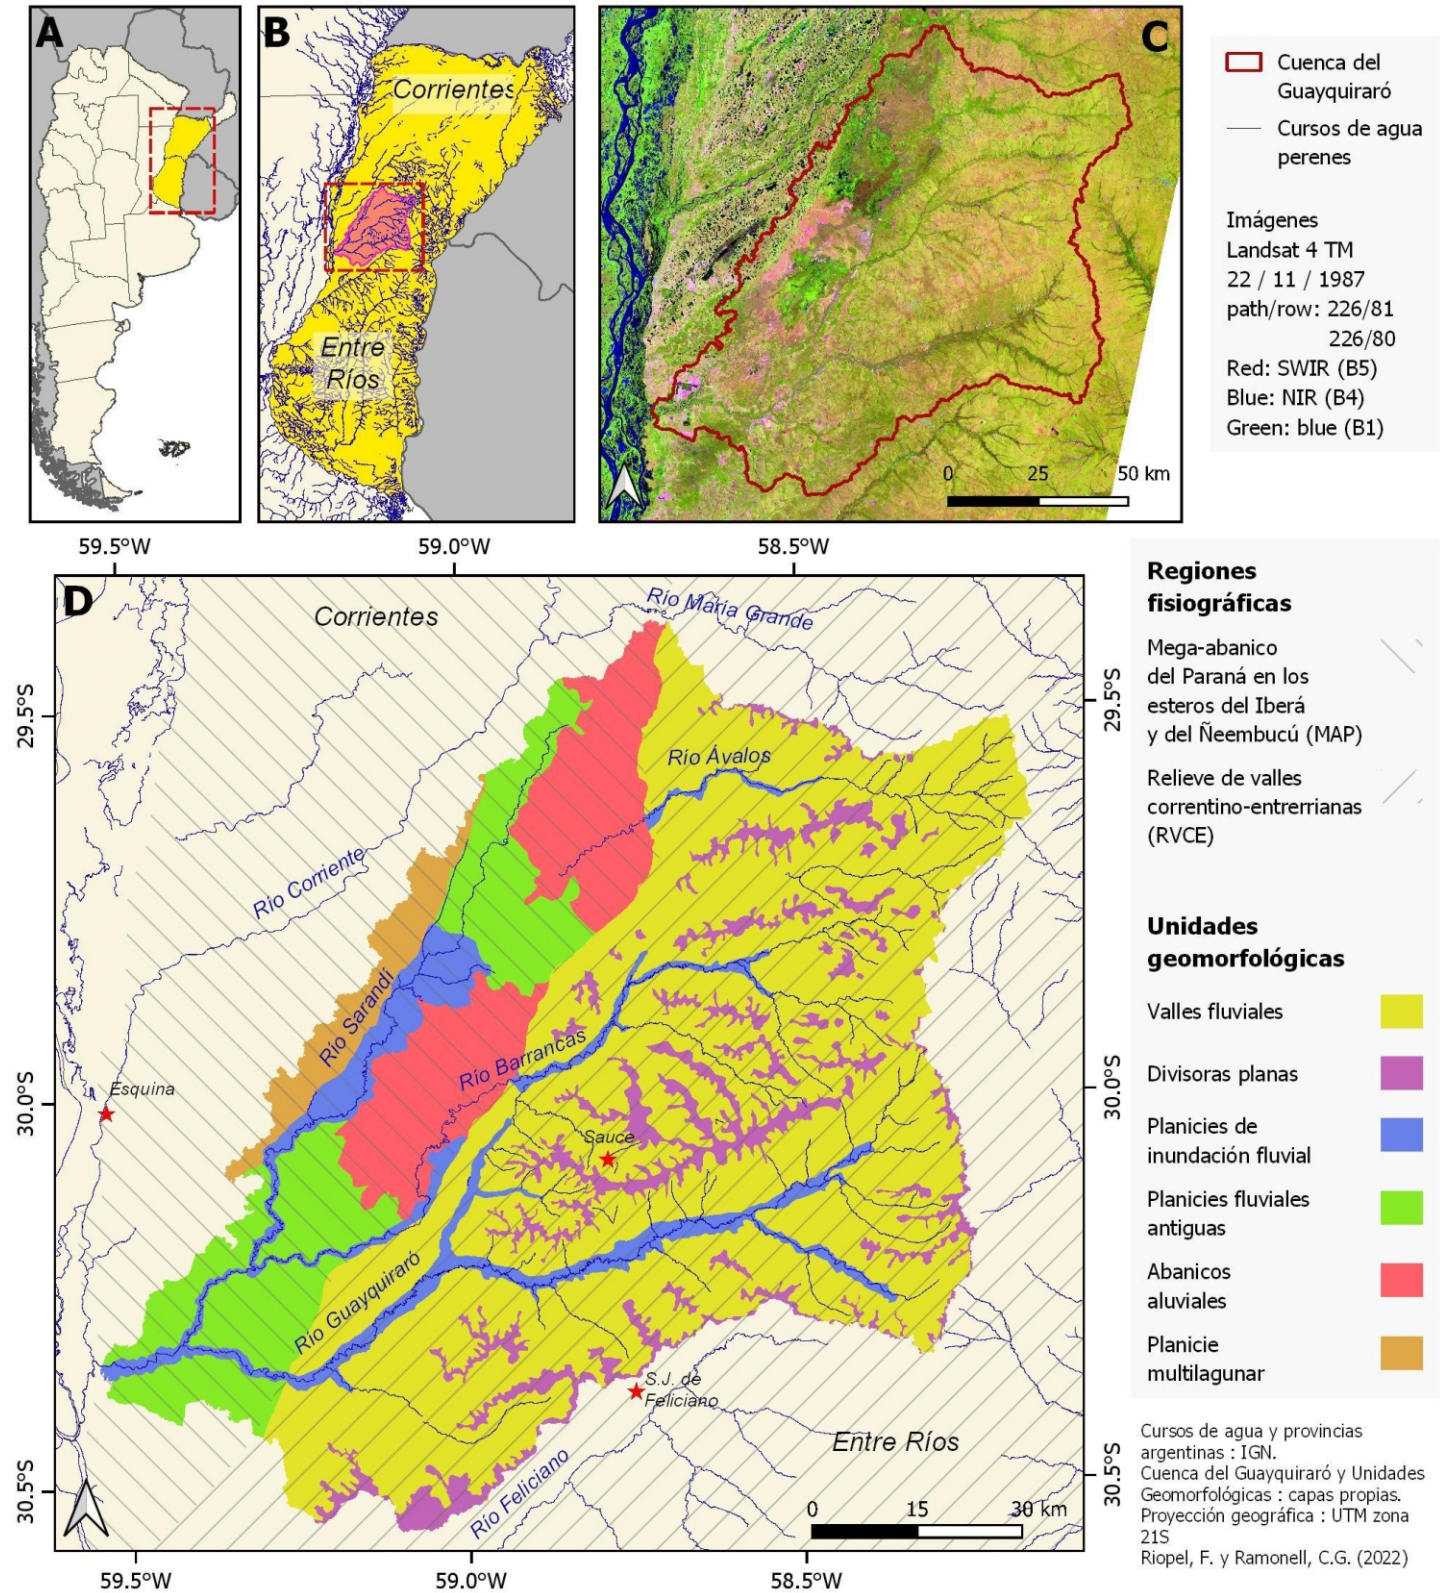 A
B
Corrientes
Entre
Ríos
C
0 25 50 km
Cuenca del
Guayquiraró
Cursos de agua
perenes
Imágenes
Landsat 4 TM
22 / 11 / 1987
path/row: 226/81
226/80
Red: SWIR (B5)
Blue: NIR (B4)
Green: blue (B1)
59.5°W 59.0°W 58.5°W
D
Corrientes
Río María Grande
29.5°S
29.5°S
Río Ávalos
Río Corriente
Río Sarandí
Río Barrancas
Esquina
30.0°S
30.0°S
Sauce
Río Guayquiraró
S.J. de
Feliciano
Entre Ríos
Río Feliciano
30.5°S
30.5°S
0 15 30 km
59.5°W 59.0°W 58.5°W
Regiones
fisiográficas
Mega-abanico
del Paraná en los
esteros del Iberá
y del Ñeembucú (MAP)
Relieve de valles
correntino-entrerrianas
(RVCE)
Unidades
geomorfológicas
Valles fluviales
Divisoras planas
Planicies de
inundación fluvial
Planicies fluviales
antiguas
Abanicos
aluviales
Planicie
multilagunar
Cursos de agua y provincias
argentinas : IGN.
Cuenca del Guayquiraró y Unidades
Geomorfológicas : capas propias.
Proyección geográfica : UTM zona
21S
Riopel, F. y Ramonell, C.G. (2022)